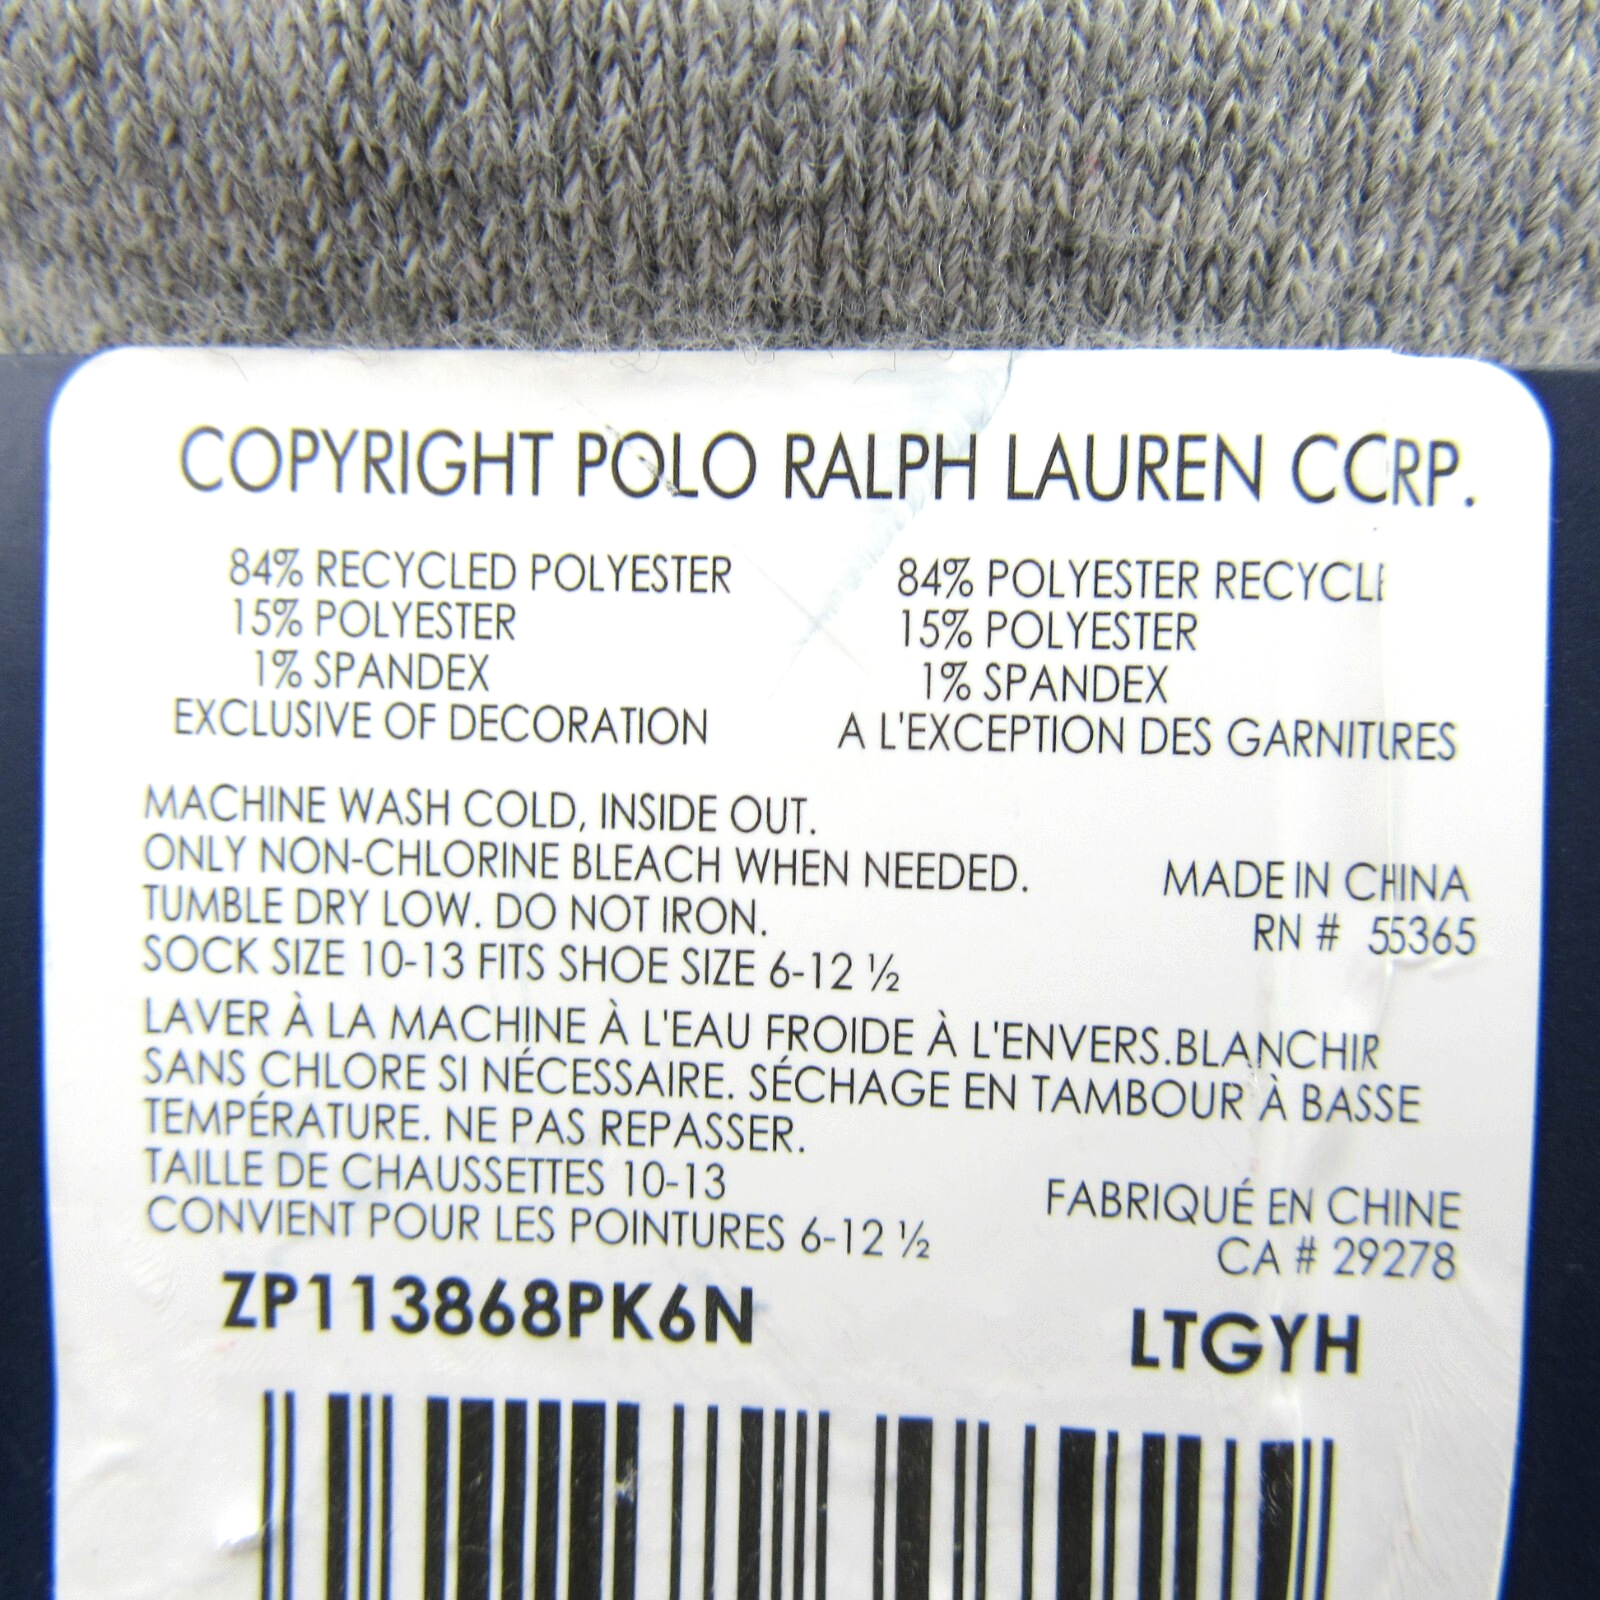 COPYRIGHT POLO RALPH LAUREN CORP.
84% RECYCLED POLYESTER
15% POLYESTER
1% SPANDEX
EXCLUSIVE OF DECORATION
84% POLYESTER RECYCLÉ
15% POLYESTER
1% SPANDEX
A L'EXCEPTION DES GARNITURES
MACHINE WASH COLD, INSIDE OUT.
ONLY NON-CHLORINE BLEACH WHEN NEEDED.
TUMBLE DRY LOW. DO NOT IRON.
SOCK SIZE 10-13 FITS SHOE SIZE 6-12 ½
MADE IN CHINA
RN # 55365
LAVER À LA MACHINE À L'EAU FROIDE À L'ENVERS.BLANCHIR
SANS CHLORE SI NÉCESSAIRE. SÉCHAGE EN TAMBOUR À BASSE
TEMPÉRATURE. NE PAS REPASSER.
TAILLE DE CHAUSSETTES 10-13
CONVIENT POUR LES POINTURES 6-12 ½
FABRIQUÉ EN CHINE
CA # 29278
ZP113868PK6N
LTGYH